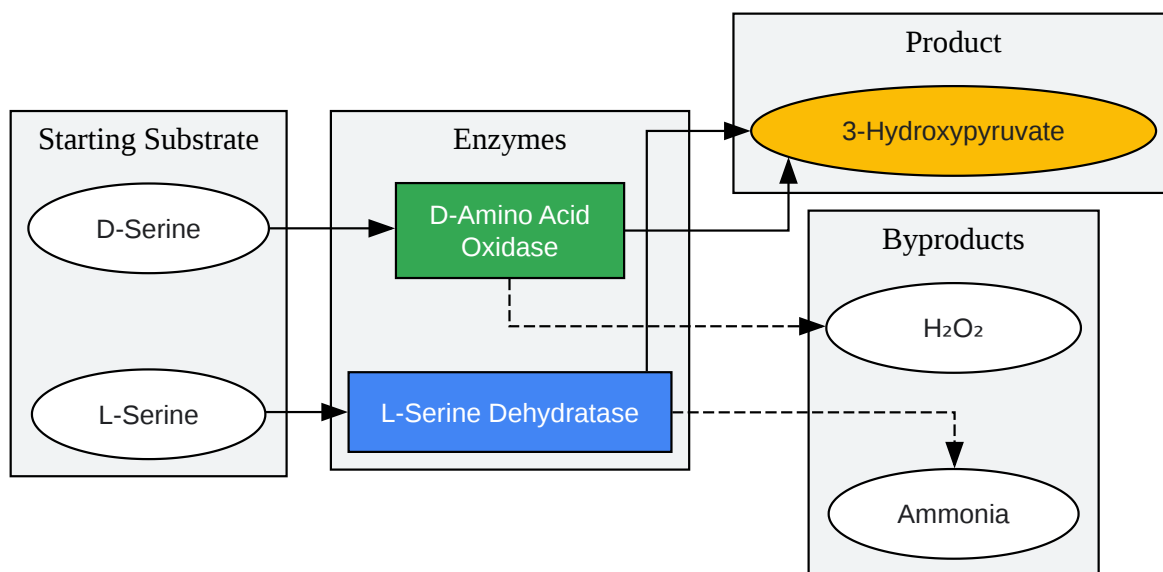 Starting Substrate
D-Serine
L-Serine
Enzymes
D-Amino Acid
Oxidase
L-Serine Dehydratase
Product
3-Hydroxypyruvate
Byproducts
H₂O₂
Ammonia